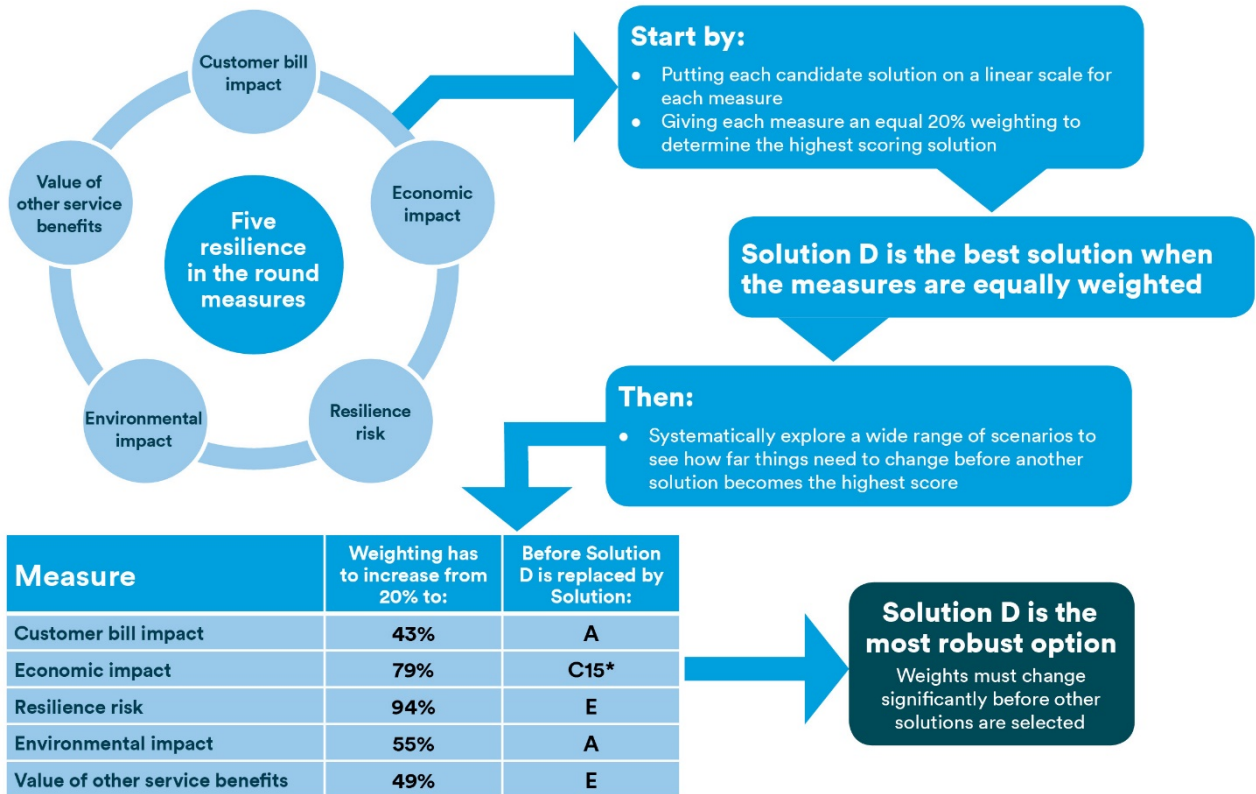 Customer bill
impact
Economic
impact
Resilience
risk
Environmental
impact
Value of
other service
benefits
Five
resilience
in the round
measures
Start by:
• Putting each candidate solution on a linear scale for
each measure
• Giving each measure an equal 20% weighting to
determine the highest scoring solution
Solution D is the best solution when
the measures are equally weighted
Then:
• Systematically explore a wide range of scenarios to
see how far things need to change before another
solution becomes the highest score
Measure
Weighting has
to increase from
20% to:
Before Solution
D is replaced by
Solution:
Customer bill impact 43% A
Economic impact 79% C15*
Resilience risk 94% E
Environmental impact 55% A
Value of other service benefits 49% E
Solution D is the
most robust option
Weights must change
significantly before other
solutions are selected